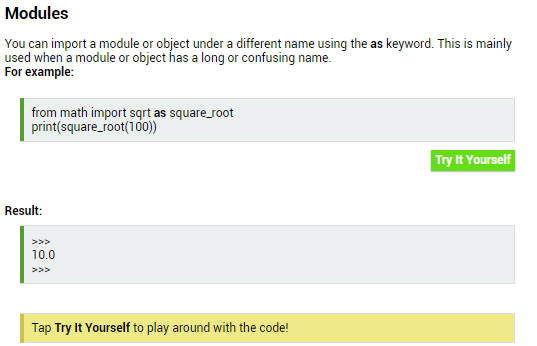 Modules
You can import a module or object under a different name using the as keyword. This is mainly
used when a module or object has a long or confusing name.
For example:
from math import sqrt as square_root
print(square_root(100))
Try It Yourself
Result:
>>>
10.0
>>>
Tap Try It Yourself to play around with the code!